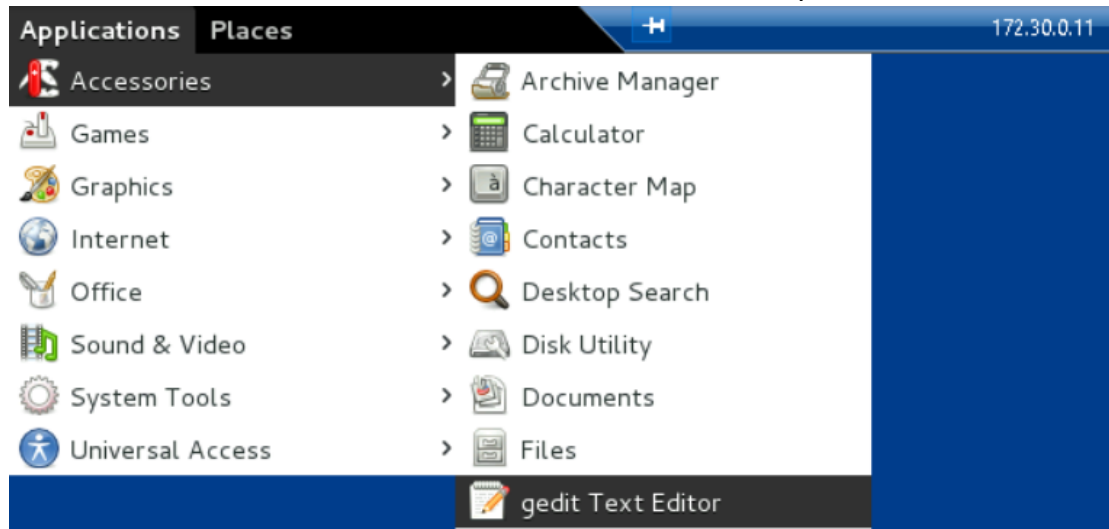 Applications Places 172.30.0.11
Accessories
Games
Graphics
Internet
Office
Sound & Video
System Tools
Universal Access
Archive Manager
Calculator
à Character Map
@ Contacts
Desktop Search
Disk Utility
Documents
Files
gedit Text Editor